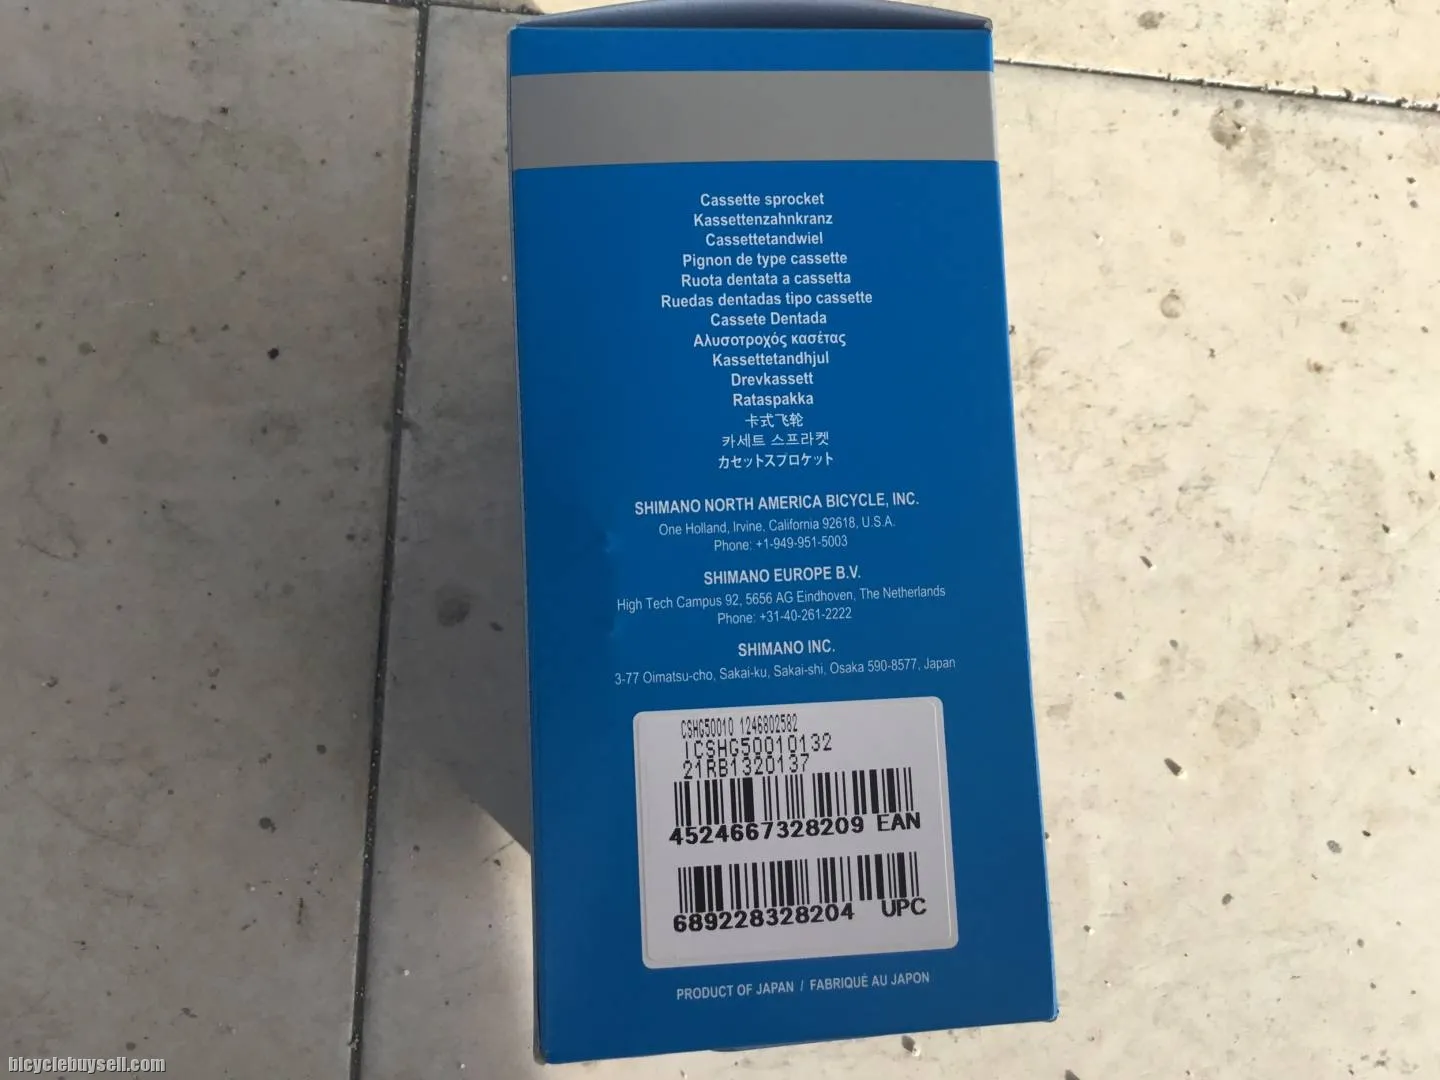 Cassette sprocket
Kassettenzahnkranz
Cassettetandwiel
Pignon de type cassette
Ruota dentata a cassetta
Ruedas dentadas tipo cassette
Cassete Dentada
Αλυσοτροχός κασέτας
Kassettetandhjul
Drevkassett
Rataspakka
卡式飞轮
카세트 스프라켓
カセットスプロケット
SHIMANO NORTH AMERICA BICYCLE, INC.
One Holland, Irvine, California 92618, U.S.A.
Phone: +1-949-951-5003
SHIMANO EUROPE B.V.
High Tech Campus 92, 5656 AG Eindhoven, The Netherlands
Phone: +31-40-261-2222
SHIMANO INC.
3-77 Oimatsu-cho, Sakai-ku, Sakai-shi, Osaka 590-8577, Japan
CSHG50010 1246802582
ICSHG50010132
21RB1320137
4524667328209 EAN
689228328204 UPC
PRODUCT OF JAPAN / FABRIQUÉ AU JAPON
bicyclebuysell.com